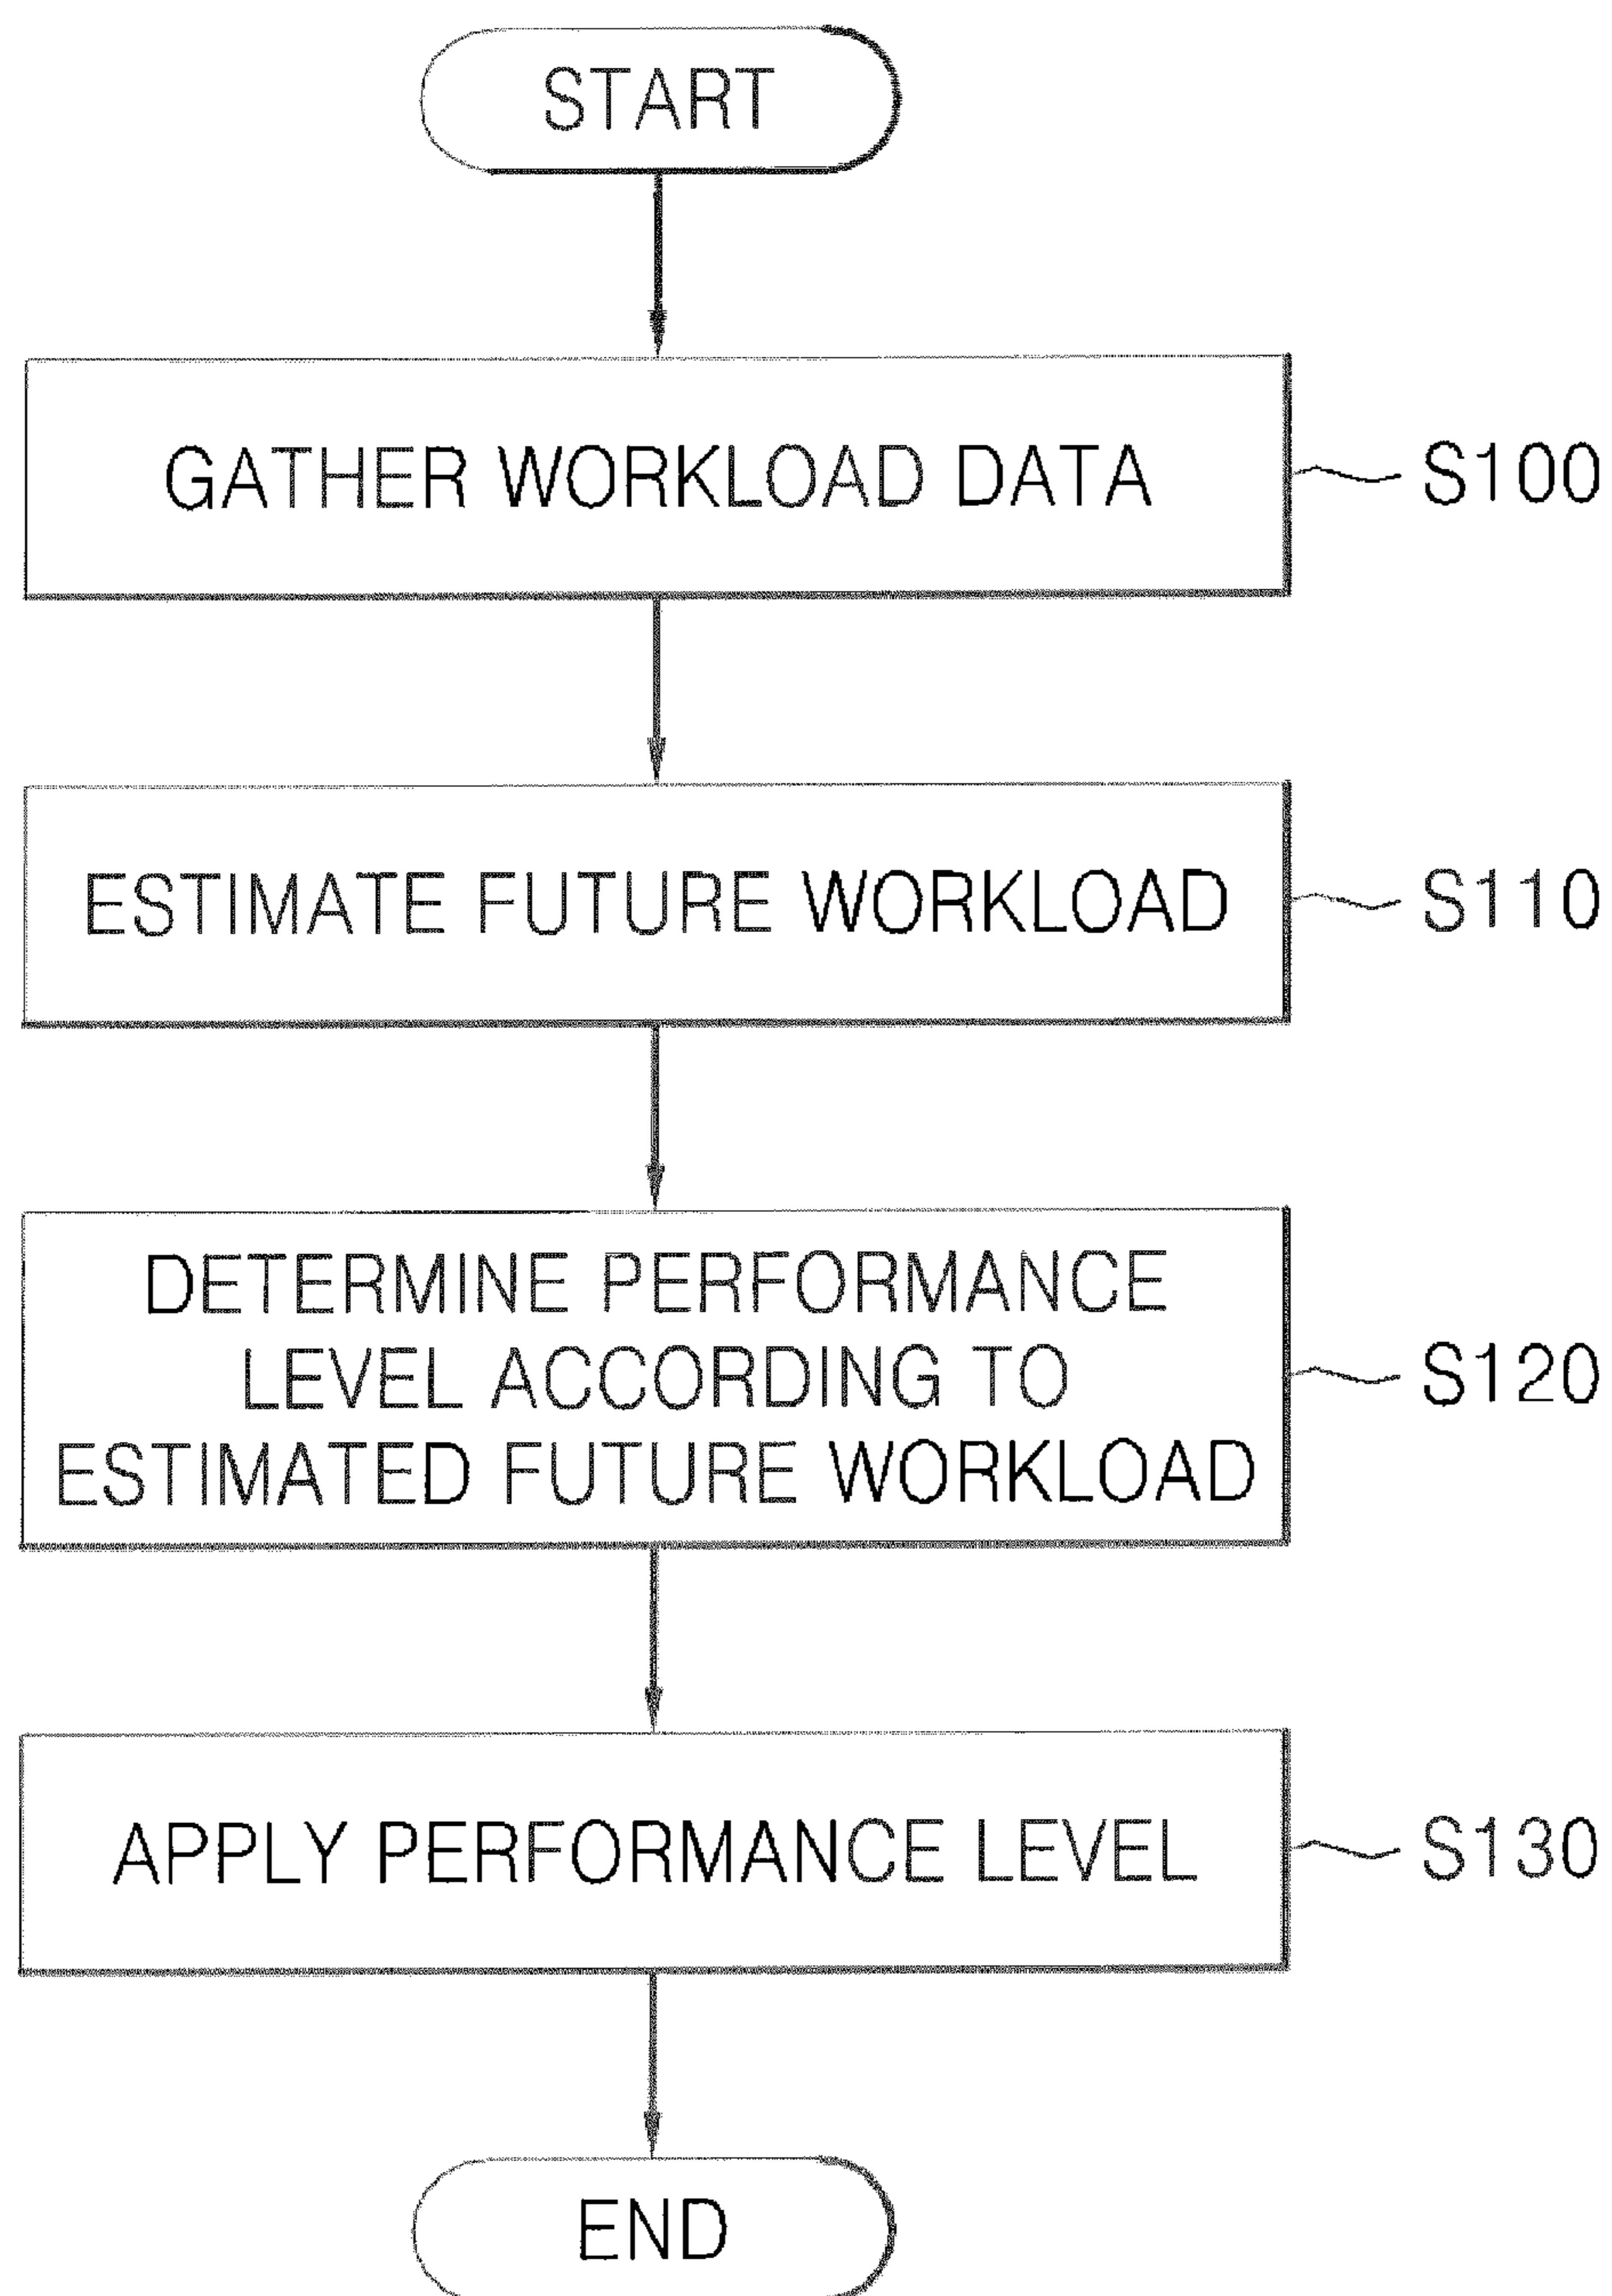 START
GATHER WORKLOAD DATA
S100
ESTIMATE FUTURE WORKLOAD
S110
DETERMINE PERFORMANCE
LEVEL ACCORDING TO
ESTIMATED FUTURE WORKLOAD
S120
APPLY PERFORMANCE LEVEL
S130
END